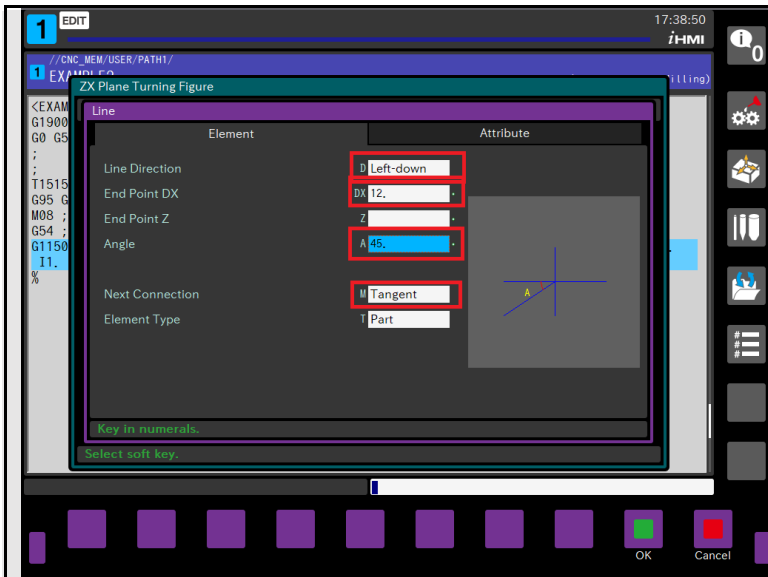 1 EDIT
17:38:50
iHMI
0
//CNC_MEM/USER/PATH1/
1
illing)
ZX Plane Turning Figure
<EXAM
Line
G1900
Element Attribute
G0 G5
;
;
Line Direction D Left-down
T1515
End Point DX DX 12.
G95 G
M08 ;
End Point Z Z
G54 ;
G1150
Angle A 45.
I1.
%
A
Next Connection M Tangent
Element Type T Part
Key in numerals.
Select soft key.
OK Cancel